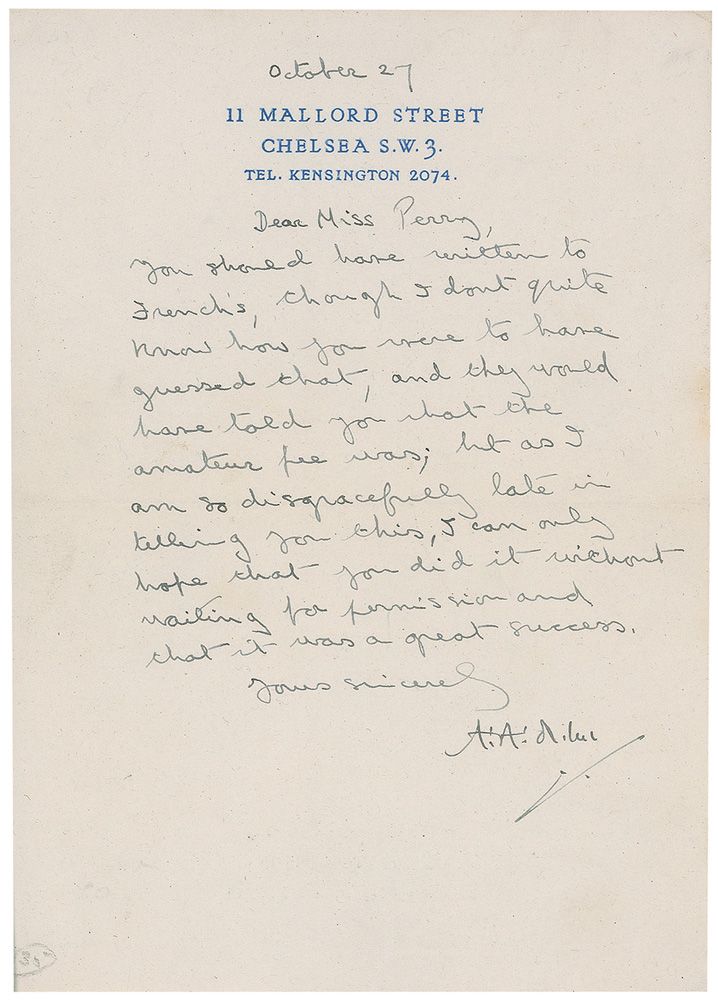 October 27
11 MALLORD STREET
CHELSEA S.W.3.
TEL. KENSINGTON 2074.
Dear Miss Perry,
You should have written to
French's, though I dont quite
know how you were to have
guessed that, and they would
have told you what the
amateur fee was; but as I
am so disgracefully late in
telling you this, I can only
hope that you did it without
waiting for permission and
that it was a great success.
Yours sincerely
A. A. Milne